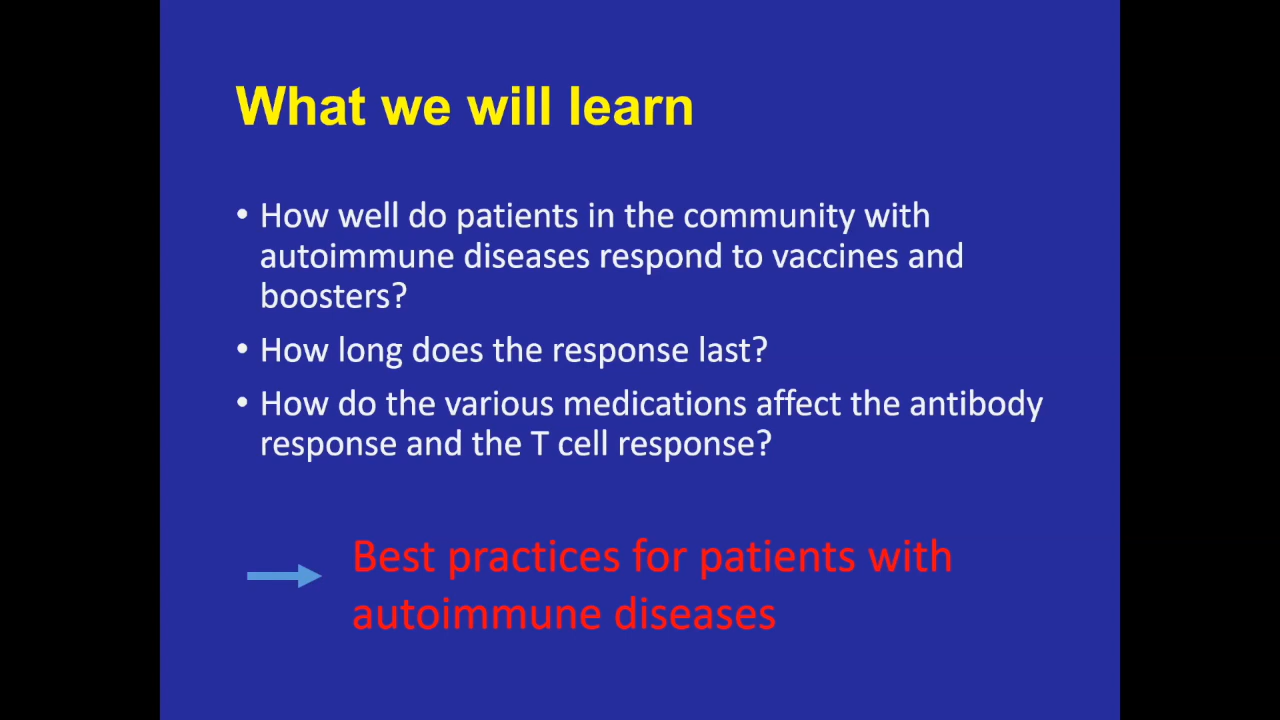 What we will learn
• How well do patients in the community with
autoimmune diseases respond to vaccines and
boosters?
• How long does the response last?
• How do the various medications affect the antibody
response and the T cell response?
Best practices for patients with
autoimmune diseases